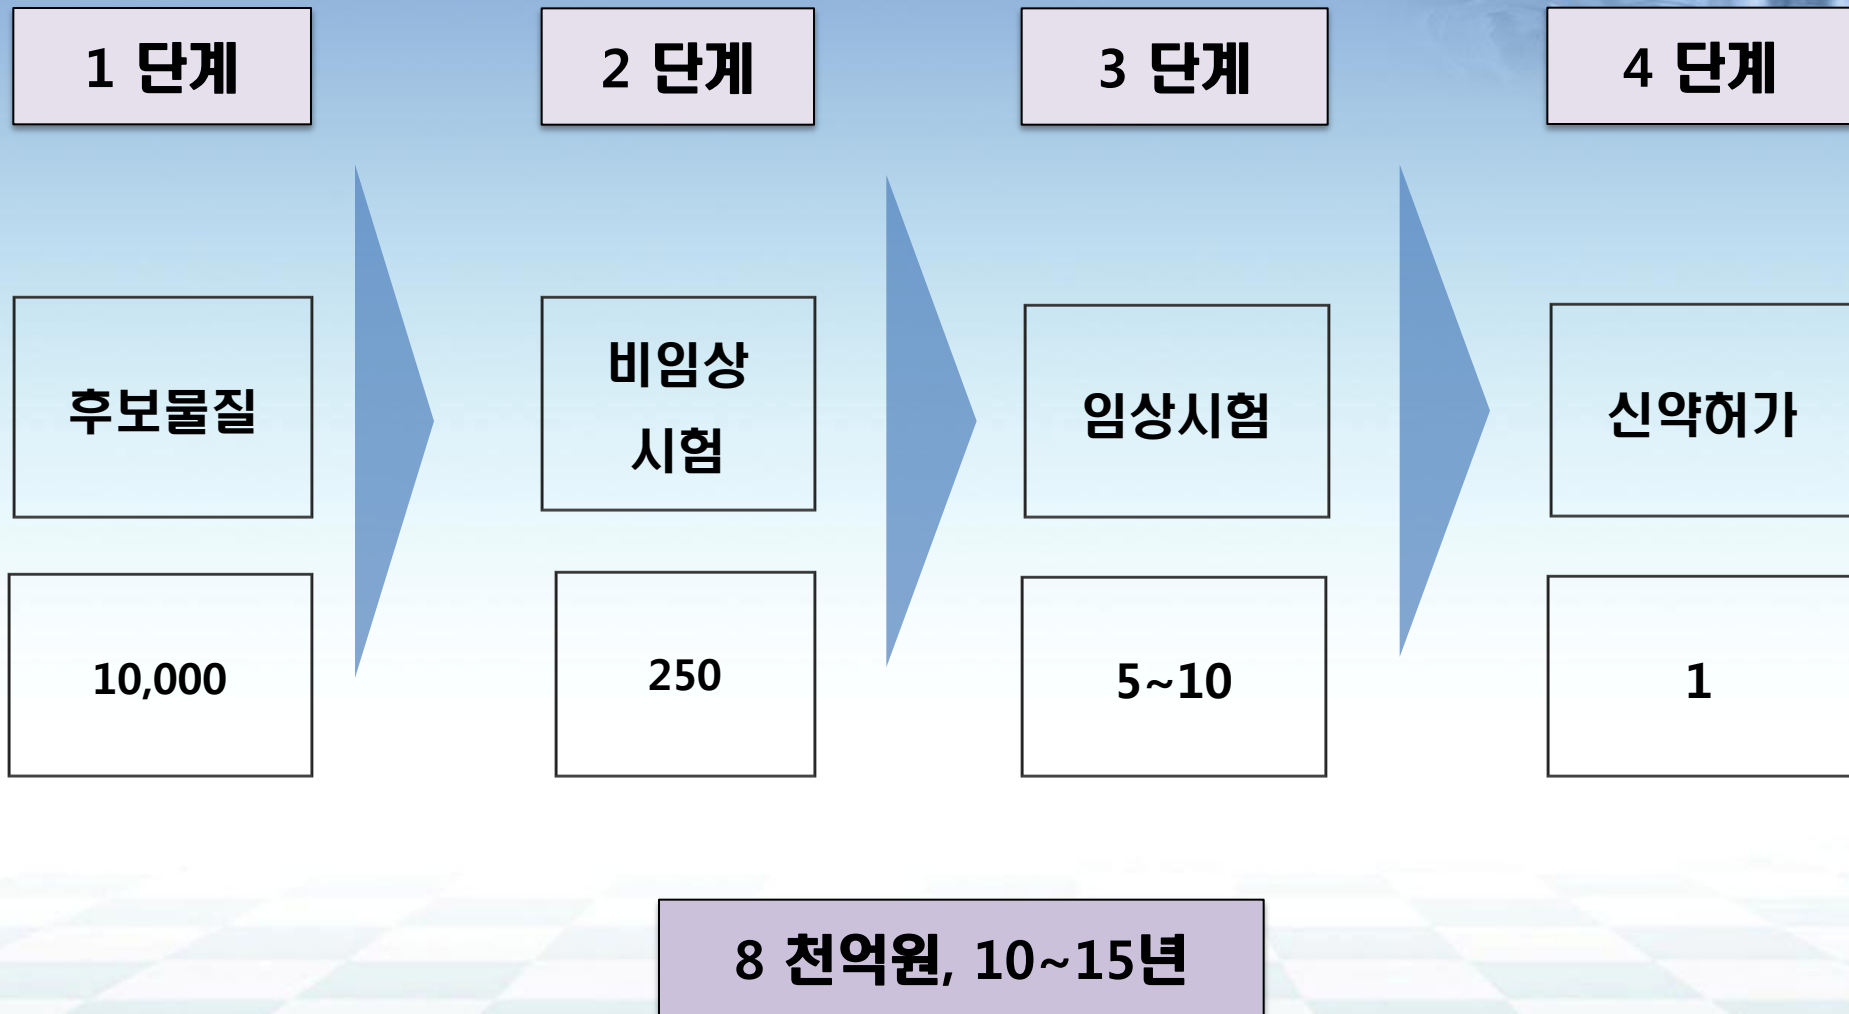 1 단계
2 단계
3 단계
4 단계
후보물질
비임상
시험
임상시험
신약허가
10,000
250
5~10
1
8 천억원, 10~15년